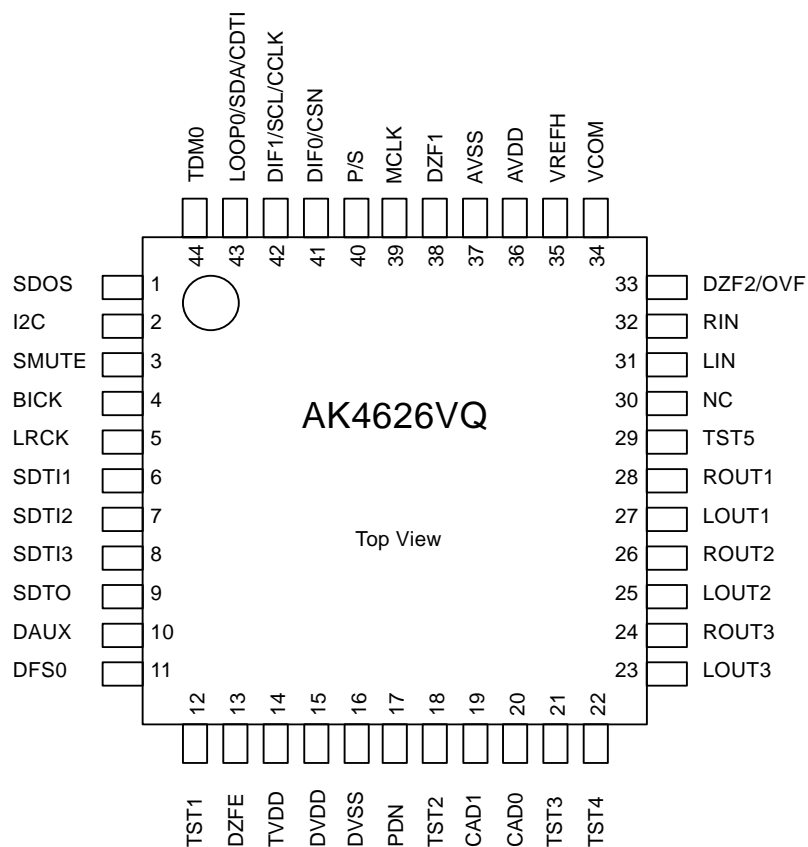 TDM0
LOOP0/SDA/CDTI
DIF1/SCL/CCLK
DIF0/CSN
P/S
MCLK
DZF1
AVSS
AVDD
VREFH
VCOM
44
43
42
41
40
39
38
37
36
35
34
SDOS 1
I2C 2
SMUTE 3
BICK 4
LRCK 5
SDTI1 6
SDTI2 7
SDTI3 8
SDTO 9
DAUX 10
DFS0 11
AK4626VQ
Top View
33 DZF2/OVF
32 RIN
31 LIN
30 NC
29 TST5
28 ROUT1
27 LOUT1
26 ROUT2
25 LOUT2
24 ROUT3
23 LOUT3
12
13
14
15
16
17
18
19
20
21
22
TST1
DZFE
TVDD
DVDD
DVSS
PDN
TST2
CAD1
CAD0
TST3
TST4